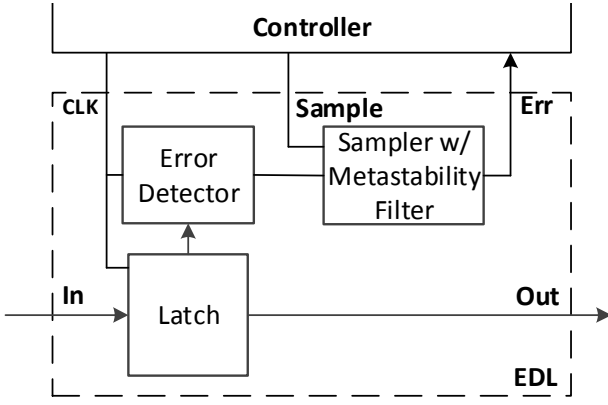 Controller
CLK
Sample
Err
Error
Detector
Sampler w/
Metastability
Filter
In
Latch
Out
EDL